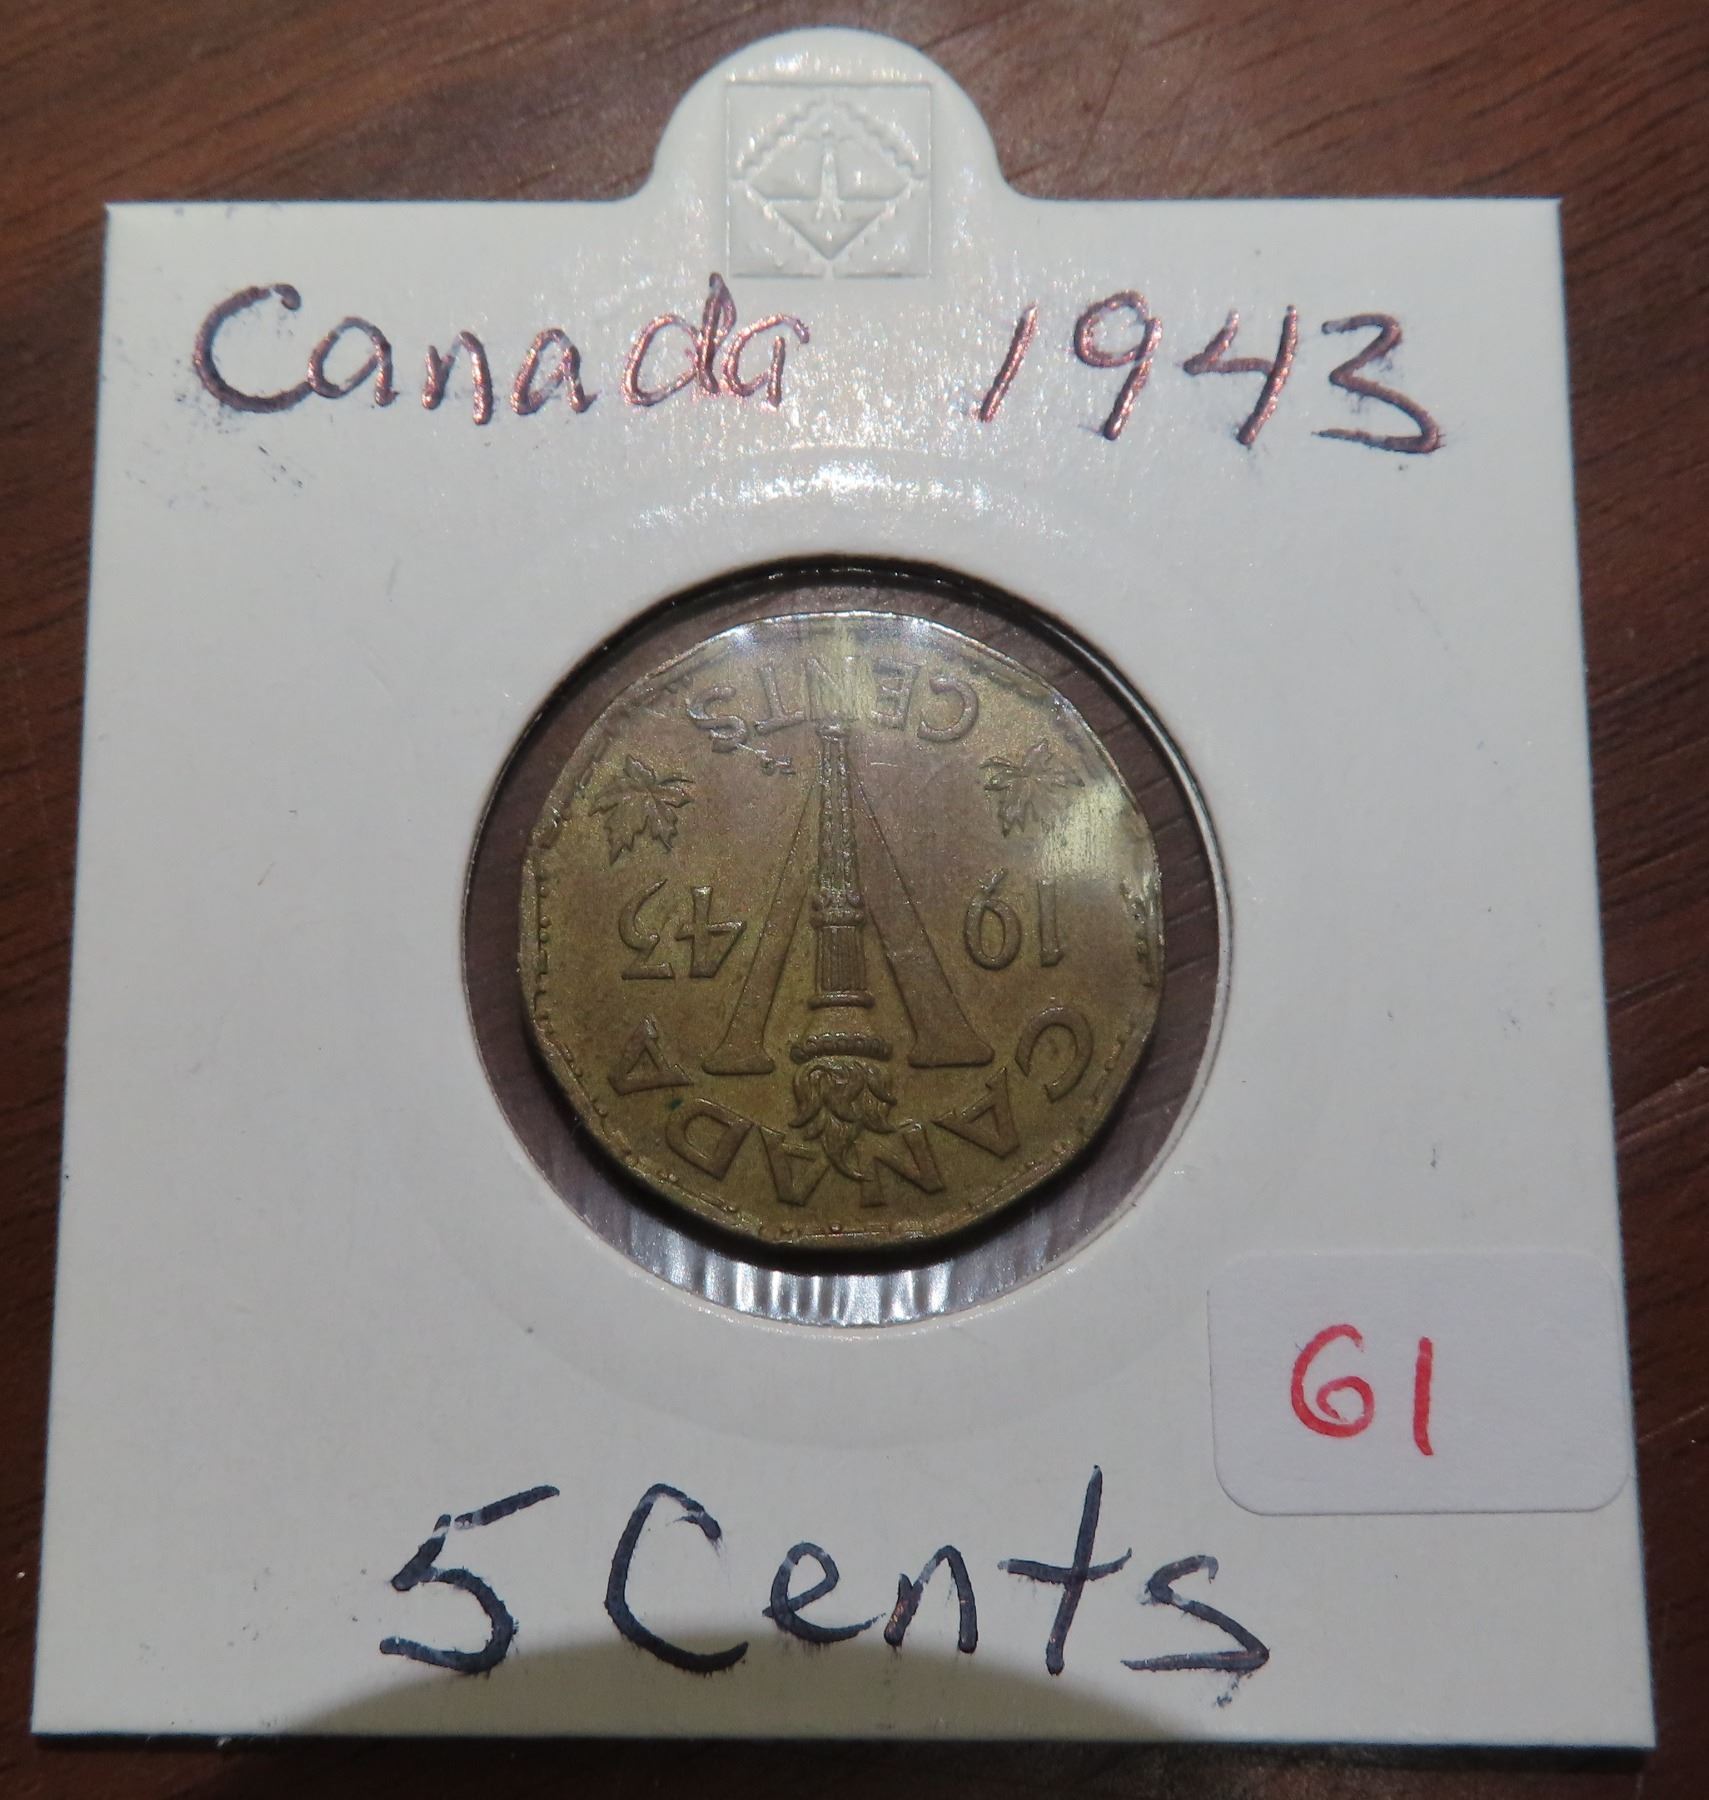 Canada 1943
CENTS
19 43
CANADA
61
5 Cents